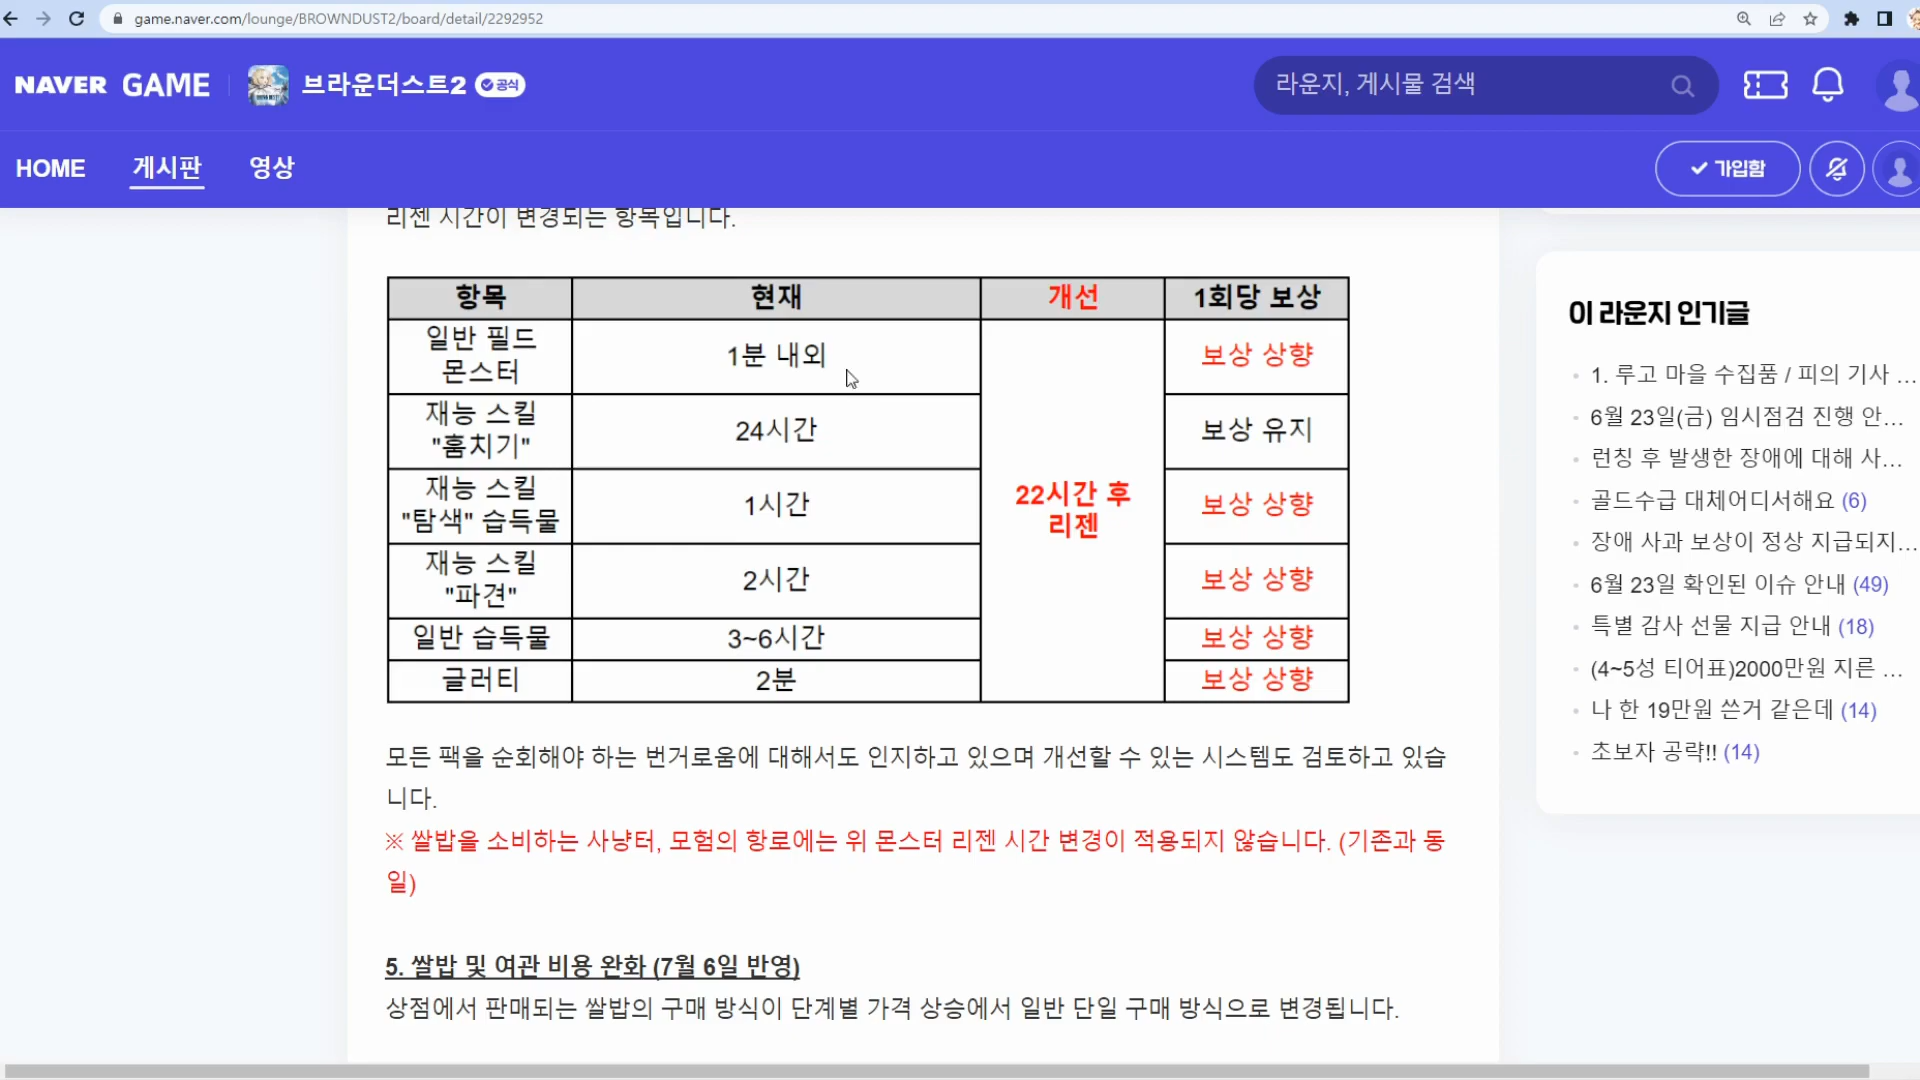 game.naver.com/lounge/BROWNDUST2/board/detail/2292952
NAVER GAME 브라운더스트2 공식
라운지, 게시물 검색
HOME 게시판 영상
가입함
리젠 시간이 변경되는 항목입니다.
항목 현재 개선 1회당 보상
일반 필드
몬스터
1분 내외
보상 상향
재능 스킬
"훔치기"
24시간
보상 유지
재능 스킬
"탐색" 습득물
1시간
22시간 후
리젠
보상 상향
재능 스킬
"파견"
2시간
보상 상향
일반 습득물 3~6시간 보상 상향
글러티 2분 보상 상향
모든 팩을 순회해야 하는 번거로움에 대해서도 인지하고 있으며 개선할 수 있는 시스템도 검토하고 있습
니다.
※ 쌀밥을 소비하는 사냥터, 모험의 항로에는 위 몬스터 리젠 시간 변경이 적용되지 않습니다. (기존과 동
일)
5. 쌀밥 및 여관 비용 완화 (7월 6일 반영)
상점에서 판매되는 쌀밥의 구매 방식이 단계별 가격 상승에서 일반 단일 구매 방식으로 변경됩니다.
이 라운지 인기글
1. 루고 마을 수집품 / 피의 기사 ...
6월 23일(금) 임시점검 진행 안...
런칭 후 발생한 장애에 대해 사...
골드수급 대체어디서해요 (6)
장애 사과 보상이 정상 지급되지...
6월 23일 확인된 이슈 안내 (49)
특별 감사 선물 지급 안내 (18)
(4~5성 티어표)2000만원 지른 ...
나 한 19만원 쓴거 같은데 (14)
초보자 공략!! (14)